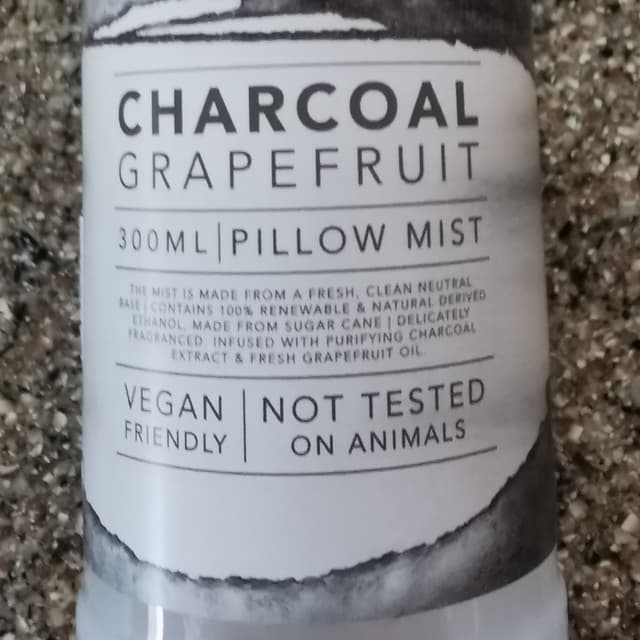 CHARCOAL
GRAPEFRUIT
300ML | PILLOW MIST
THE MIST IS MADE FROM A FRESH, CLEAN NEUTRAL
BASE | CONTAINS 100% RENEWABLE & NATURAL DERIVED
ETHANOL, MADE FROM SUGAR CANE | DELICATELY
FRAGRANCED, INFUSED WITH PURIFYING CHARCOAL
EXTRACT & FRESH GRAPEFRUIT OIL.
VEGAN
FRIENDLY
NOT TESTED
ON ANIMALS